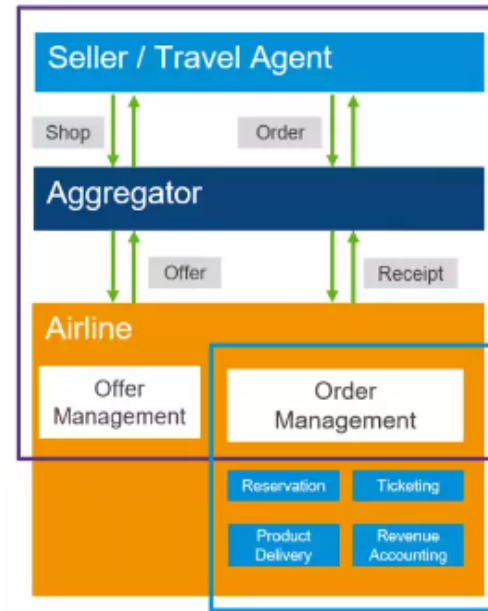 Seller / Travel Agent
Shop
Order
Aggregator
Offer
Receipt
Airline
Offer
Management
Order
Management
Reservation
Ticketing
Product
Delivery
Revenue
Accounting